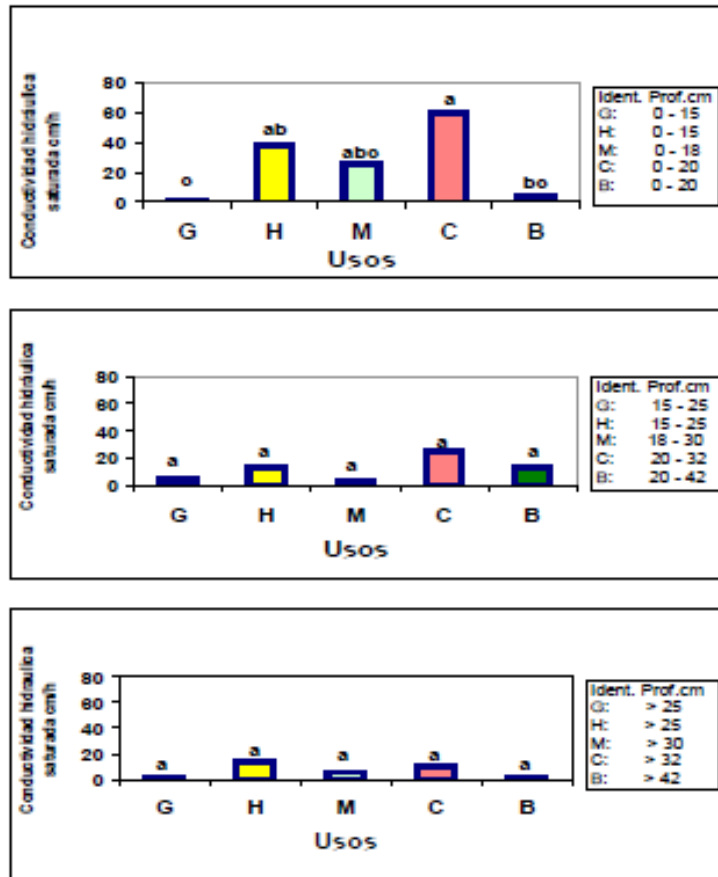 Conductividad hidráulica
saturada cm/h
80
60
40
20
0
o
ab
abo
a
bo
G H M C B
Usos
Ident. Prof.cm
G: 0 - 15
H: 0 - 15
M: 0 - 18
C: 0 - 20
B: 0 - 20
Conductividad hidráulica
saturada cm/h
80
60
40
20
0
a
a
a
a
a
G H M C B
Usos
Ident. Prof.cm
G: 15 - 25
H: 15 - 25
M: 18 - 30
C: 20 - 32
B: 20 - 42
Conductividad hidraulica
saturada cm/h
80
60
40
20
0
a
a
a
a
a
G H M C B
Usos
Ident. Prof.cm
G: > 25
H: > 25
M: > 30
C: > 32
B: > 42